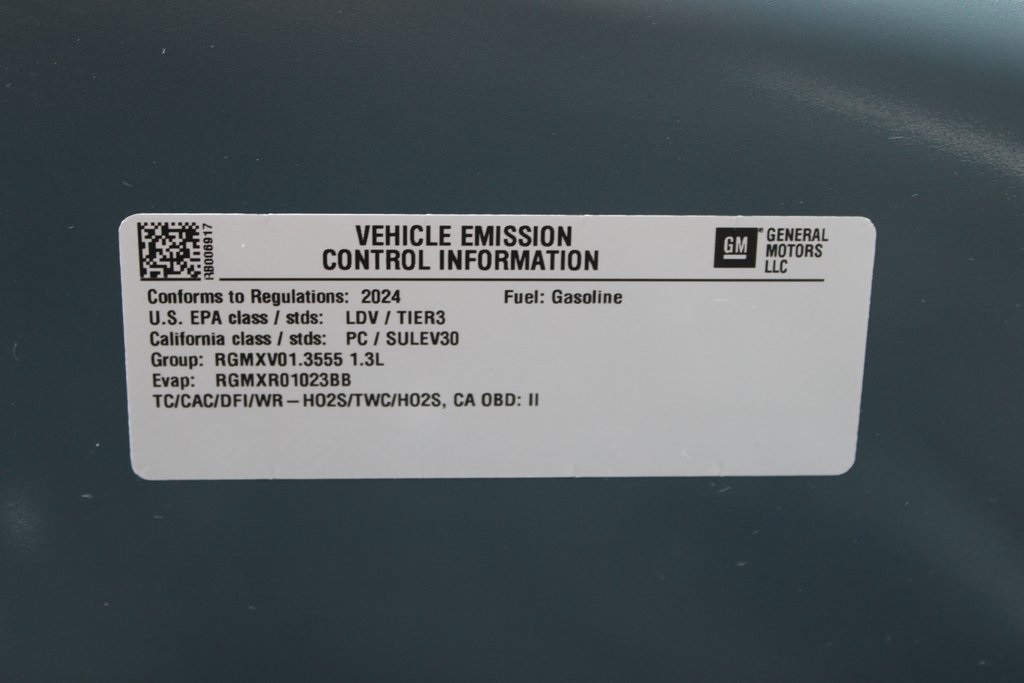 RB006917
VEHICLE EMISSION
CONTROL INFORMATION
GM
GENERAL
MOTORS
LLC
Conforms to Regulations: 2024 Fuel: Gasoline
U.S. EPA class / stds: LDV / TIER3
California class / stds: PC / SULEV30
Group: RGMXV01.3555 1.3L
Evap: RGMXR01023BB
TC/CAC/DFI/WR–HO2S/TWC/HO2S, CA OBD: II